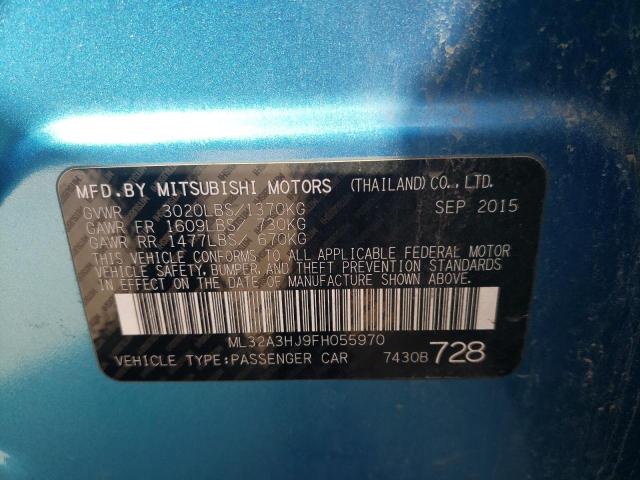 MFD.BY MITSUBISHI MOTORS (THAILAND)CO., LTD.
GVWR 3020LBS/1370KG SEP 2015
GAWR FR 1609LBS/ 730KG
GAWR RR 1477LBS/ 670KG
THIS VEHICLE CONFORMS TO ALL APPLICABLE FEDERAL MOTOR
VEHICLE SAFETY, BUMPER, AND THEFT PREVENTION STANDARDS
IN EFFECT ON THE DATE OF MANUFACTURE SHOWN ABOVE.
ML32A3HJ9FH055970
VEHICLE TYPE:PASSENGER CAR 7430B 728